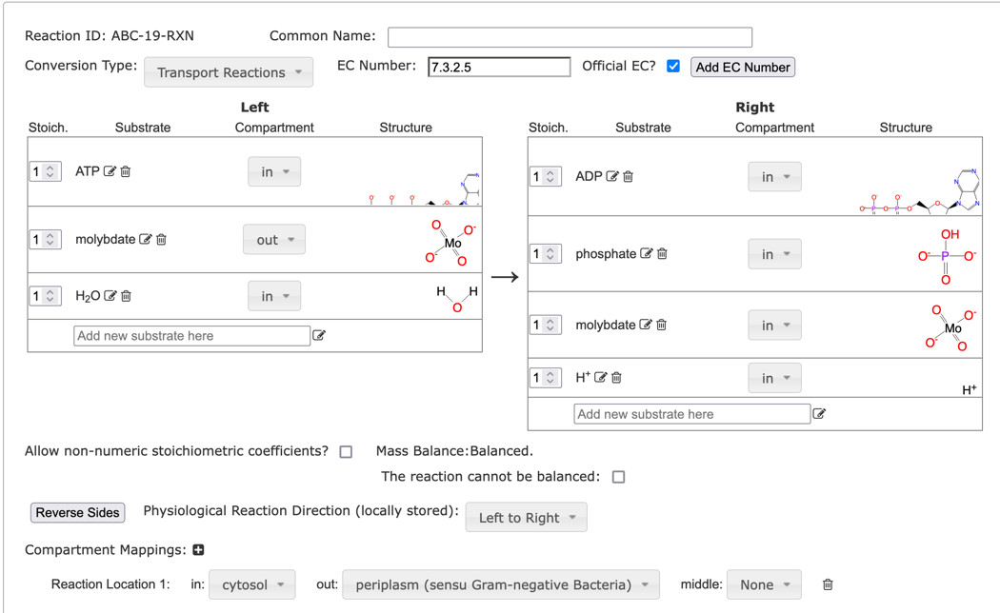 Reaction ID: ABC-19-RXN Common Name:
Conversion Type: Transport Reactions EC Number: 7.3.2.5 Official EC? Add EC Number
Left
Stoich. Substrate Compartment Structure
1 ATP in
O⁻ O⁻ O⁻ O N N
1 molybdate out
O O⁻ Mo O⁻ O
1 H₂O in
H H O
Add new substrate here
→
Right
Stoich. Substrate Compartment Structure
1 ADP in
O⁻ O⁻ O⁻ P O P O O N N N N
1 phosphate in
OH O⁻ P O⁻ O
1 molybdate in
O O⁻ Mo O⁻ O
1 H⁺ in
H⁺
Add new substrate here
Allow non-numeric stoichiometric coefficients? Mass Balance:Balanced.
The reaction cannot be balanced:
Reverse Sides Physiological Reaction Direction (locally stored): Left to Right
Compartment Mappings:
Reaction Location 1: in: cytosol out: periplasm (sensu Gram-negative Bacteria) middle: None